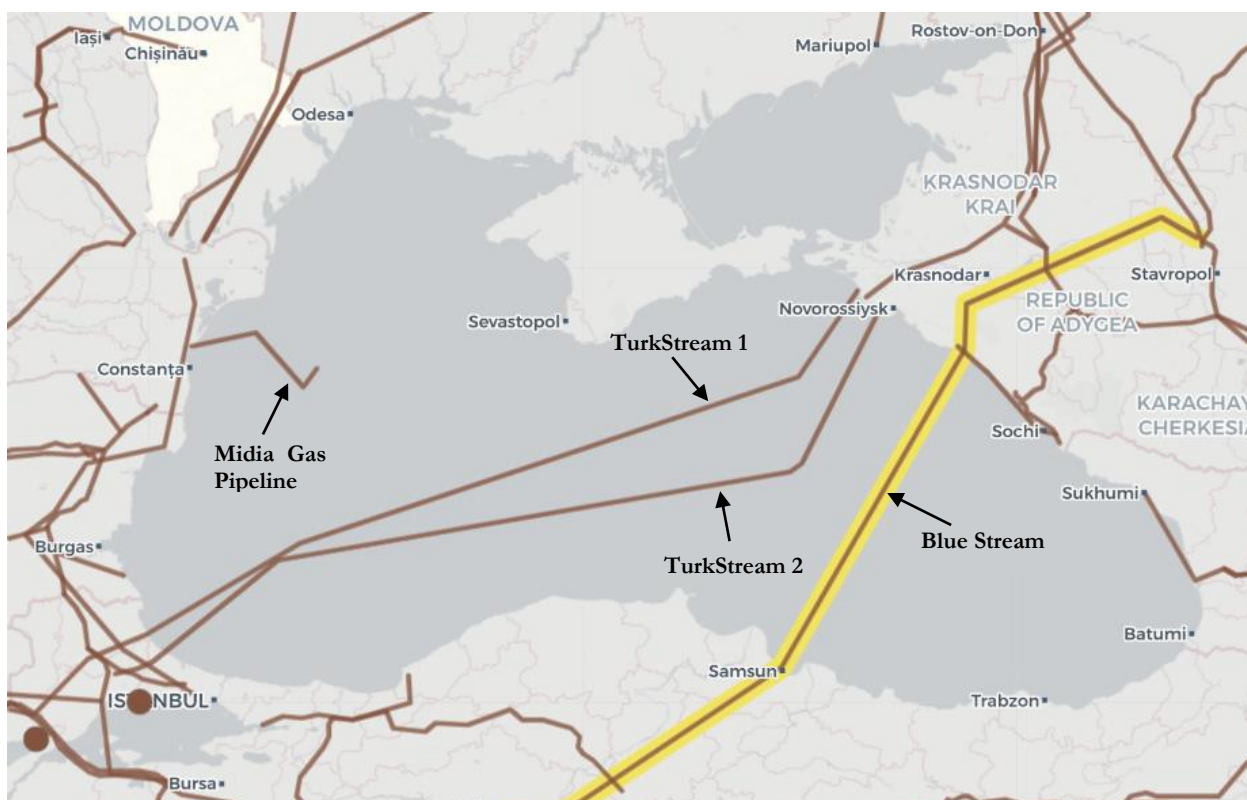 MOLDOVA
Iași
Chișinău
Mariupol
Rostov-on-Don
Odesa
KRASNODAR
KRAI
Krasnodar
Stavropol
Novorossiysk
REPUBLIC
OF ADYGEA
Sevastopol
TurkStream 1
Constanța
KARACHAY
CHERKESIA
Sochi
Midia Gas
Pipeline
Sukhumi
Burgas
Blue Stream
TurkStream 2
Batumi
Samsun
ISTANBUL
Trabzon
Bursa